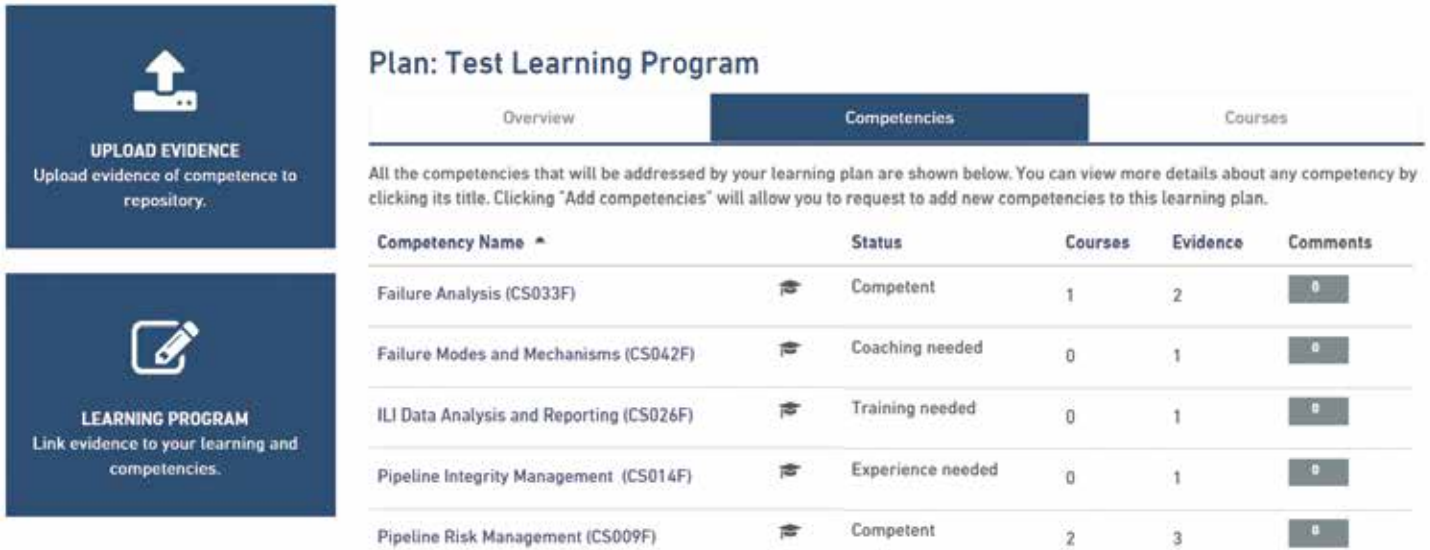 UPLOAD EVIDENCE
Upload evidence of competence to
repository.
LEARNING PROGRAM
Link evidence to your learning and
competencies.
Plan: Test Learning Program
Overview Competencies Courses
All the competencies that will be addressed by your learning plan are shown below. You can view more details about any competency by
clicking its title. Clicking "Add competencies" will allow you to request to add new competencies to this learning plan.
Competency Name Status Courses Evidence Comments
Failure Analysis (CS033F) Competent 1 2 0
Failure Modes and Mechanisms (CS042F) Coaching needed 0 1 0
ILI Data Analysis and Reporting (CS026F) Training needed 0 1 0
Pipeline Integrity Management (CS014F) Experience needed 0 1 0
Pipeline Risk Management (CS009F) Competent 2 3 0